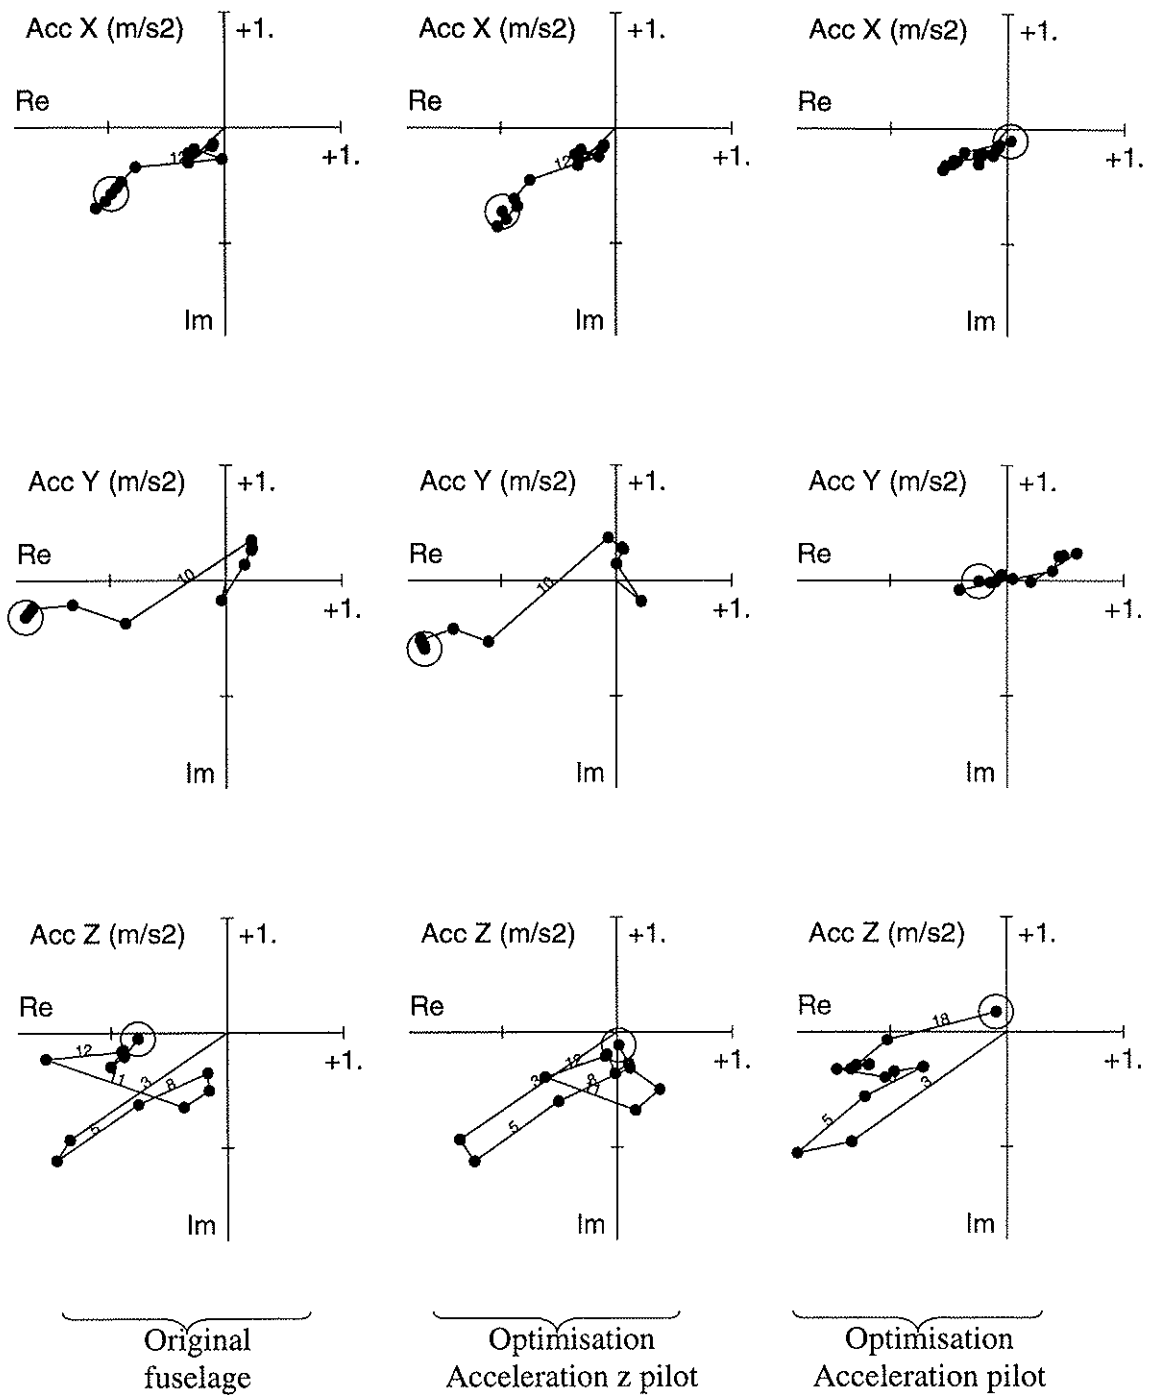 Acc X (m/s2) +1.
Re
+1.
12
Im
Acc X (m/s2) +1.
Re
+1.
12
Im
Acc X (m/s2) +1.
Re
+1.
Im
Acc Y (m/s2) +1.
Re
10
+1.
Im
Acc Y (m/s2) +1.
Re
10
+1.
Im
Acc Y (m/s2) +1.
Re
+1.
Im
Acc Z (m/s2) +1.
Re
12
+1.
3
8
5
Im
Acc Z (m/s2) +1.
Re
+1.
12
3
8
5
Im
Acc Z (m/s2) +1.
Re
18
+1.
3
5
Im
Original
fuselage
Optimisation
Acceleration z pilot
Optimisation
Acceleration pilot